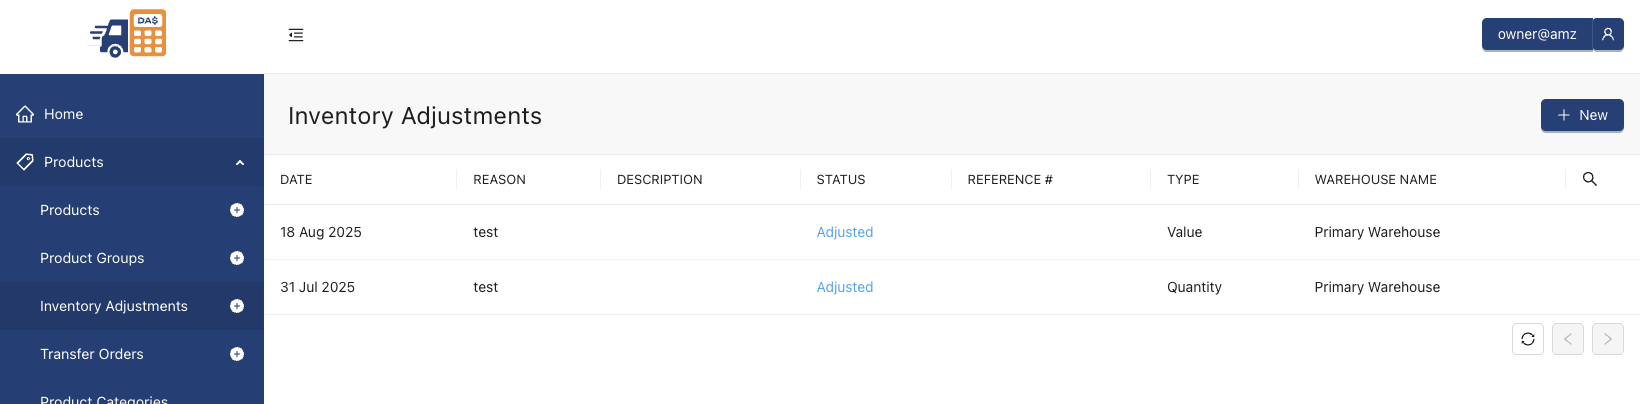 DA$
owner@amz
Home
Inventory Adjustments
New
Products
DATE REASON DESCRIPTION STATUS REFERENCE # TYPE WAREHOUSE NAME
Products
18 Aug 2025 test Adjusted Value Primary Warehouse
Product Groups
31 Jul 2025 test Adjusted Quantity Primary Warehouse
Inventory Adjustments
Transfer Orders
Product Categories